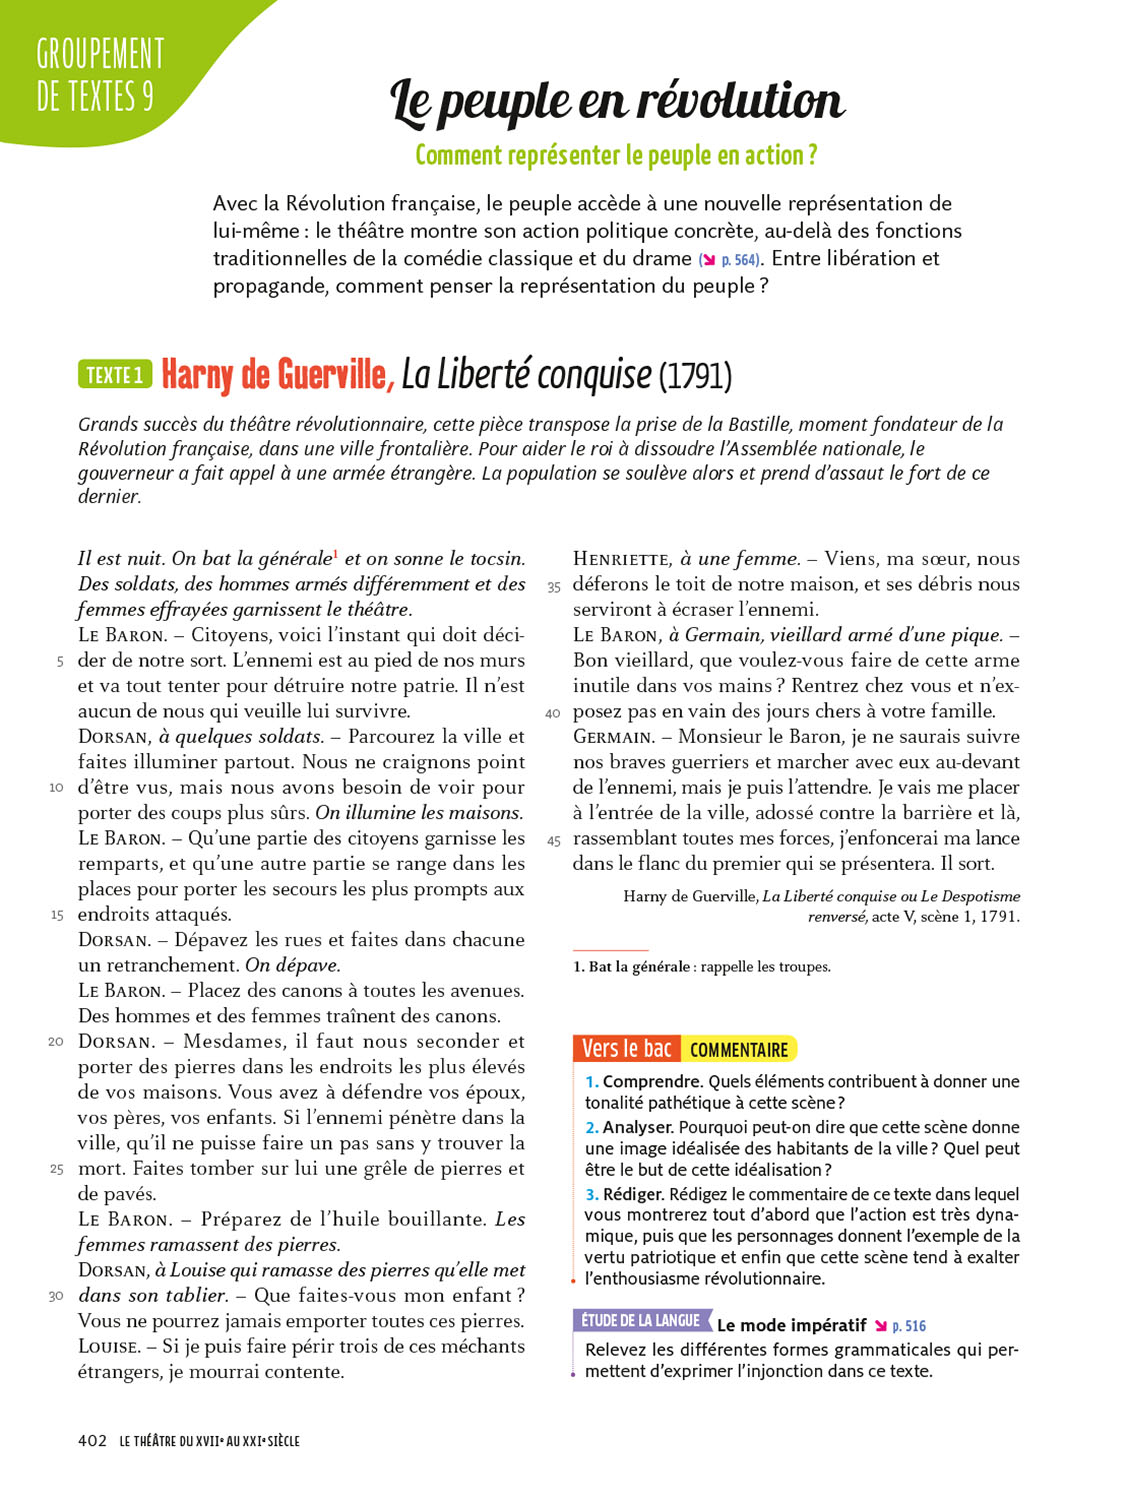 GROUPEMENT
DE TEXTES 9
Le peuple en révolution
Comment représenter le peuple en action ?
Avec la Révolution française, le peuple accède à une nouvelle représentation de
lui-même : le théâtre montre son action politique concrète, au-delà des fonctions
traditionnelles de la comédie classique et du drame (↘ p. 564). Entre libération et
propagande, comment penser la représentation du peuple ?
TEXTE 1 Harny de Guerville, La Liberté conquise (1791)
Grands succès du théâtre révolutionnaire, cette pièce transpose la prise de la Bastille, moment fondateur de la
Révolution française, dans une ville frontalière. Pour aider le roi à dissoudre l'Assemblée nationale, le
gouverneur a fait appel à une armée étrangère. La population se soulève alors et prend d'assaut le fort de ce
dernier.
Il est nuit. On bat la générale1 et on sonne le tocsin.
Des soldats, des hommes armés différemment et des
femmes effrayées garnissent le théâtre.
LE BARON. – Citoyens, voici l'instant qui doit déci-
5 der de notre sort. L'ennemi est au pied de nos murs
et va tout tenter pour détruire notre patrie. Il n'est
aucun de nous qui veuille lui survivre.
DORSAN, à quelques soldats. – Parcourez la ville et
faites illuminer partout. Nous ne craignons point
10 d'être vus, mais nous avons besoin de voir pour
porter des coups plus sûrs. On illumine les maisons.
LE BARON. – Qu'une partie des citoyens garnisse les
remparts, et qu'une autre partie se range dans les
places pour porter les secours les plus prompts aux
15 endroits attaqués.
DORSAN. – Dépavez les rues et faites dans chacune
un retranchement. On dépave.
LE BARON. – Placez des canons à toutes les avenues.
Des hommes et des femmes traînent des canons.
20 DORSAN. – Mesdames, il faut nous seconder et
porter des pierres dans les endroits les plus élevés
de vos maisons. Vous avez à défendre vos époux,
vos pères, vos enfants. Si l'ennemi pénètre dans la
ville, qu'il ne puisse faire un pas sans y trouver la
25 mort. Faites tomber sur lui une grêle de pierres et
de pavés.
LE BARON. – Préparez de l'huile bouillante. Les
femmes ramassent des pierres.
DORSAN, à Louise qui ramasse des pierres qu'elle met
30 dans son tablier. – Que faites-vous mon enfant ?
Vous ne pourrez jamais emporter toutes ces pierres.
LOUISE. – Si je puis faire périr trois de ces méchants
étrangers, je mourrai contente.
HENRIETTE, à une femme. – Viens, ma sœur, nous
35 déferons le toit de notre maison, et ses débris nous
serviront à écraser l'ennemi.
LE BARON, à Germain, vieillard armé d'une pique. –
Bon vieillard, que voulez-vous faire de cette arme
inutile dans vos mains ? Rentrez chez vous et n'ex-
40 posez pas en vain des jours chers à votre famille.
GERMAIN. – Monsieur le Baron, je ne saurais suivre
nos braves guerriers et marcher avec eux au-devant
de l'ennemi, mais je puis l'attendre. Je vais me placer
à l'entrée de la ville, adossé contre la barrière et là,
45 rassemblant toutes mes forces, j'enfoncerai ma lance
dans le flanc du premier qui se présentera. Il sort.
Harny de Guerville, La Liberté conquise ou Le Despotisme
renversé, acte V, scène 1, 1791.
1. Bat la générale : rappelle les troupes.
Vers le bac COMMENTAIRE
1. Comprendre. Quels éléments contribuent à donner une
tonalité pathétique à cette scène ?
2. Analyser. Pourquoi peut-on dire que cette scène donne
une image idéalisée des habitants de la ville ? Quel peut
être le but de cette idéalisation ?
3. Rédiger. Rédigez le commentaire de ce texte dans lequel
vous montrerez tout d'abord que l'action est très dyna-
mique, puis que les personnages donnent l'exemple de la
vertu patriotique et enfin que cette scène tend à exalter
l'enthousiasme révolutionnaire.
ÉTUDE DE LA LANGUE Le mode impératif ↘ p. 516
Relevez les différentes formes grammaticales qui per-
mettent d'exprimer l'injonction dans ce texte.
402 LE THÉÂTRE DU XVIIe AU XXIe SIÈCLE